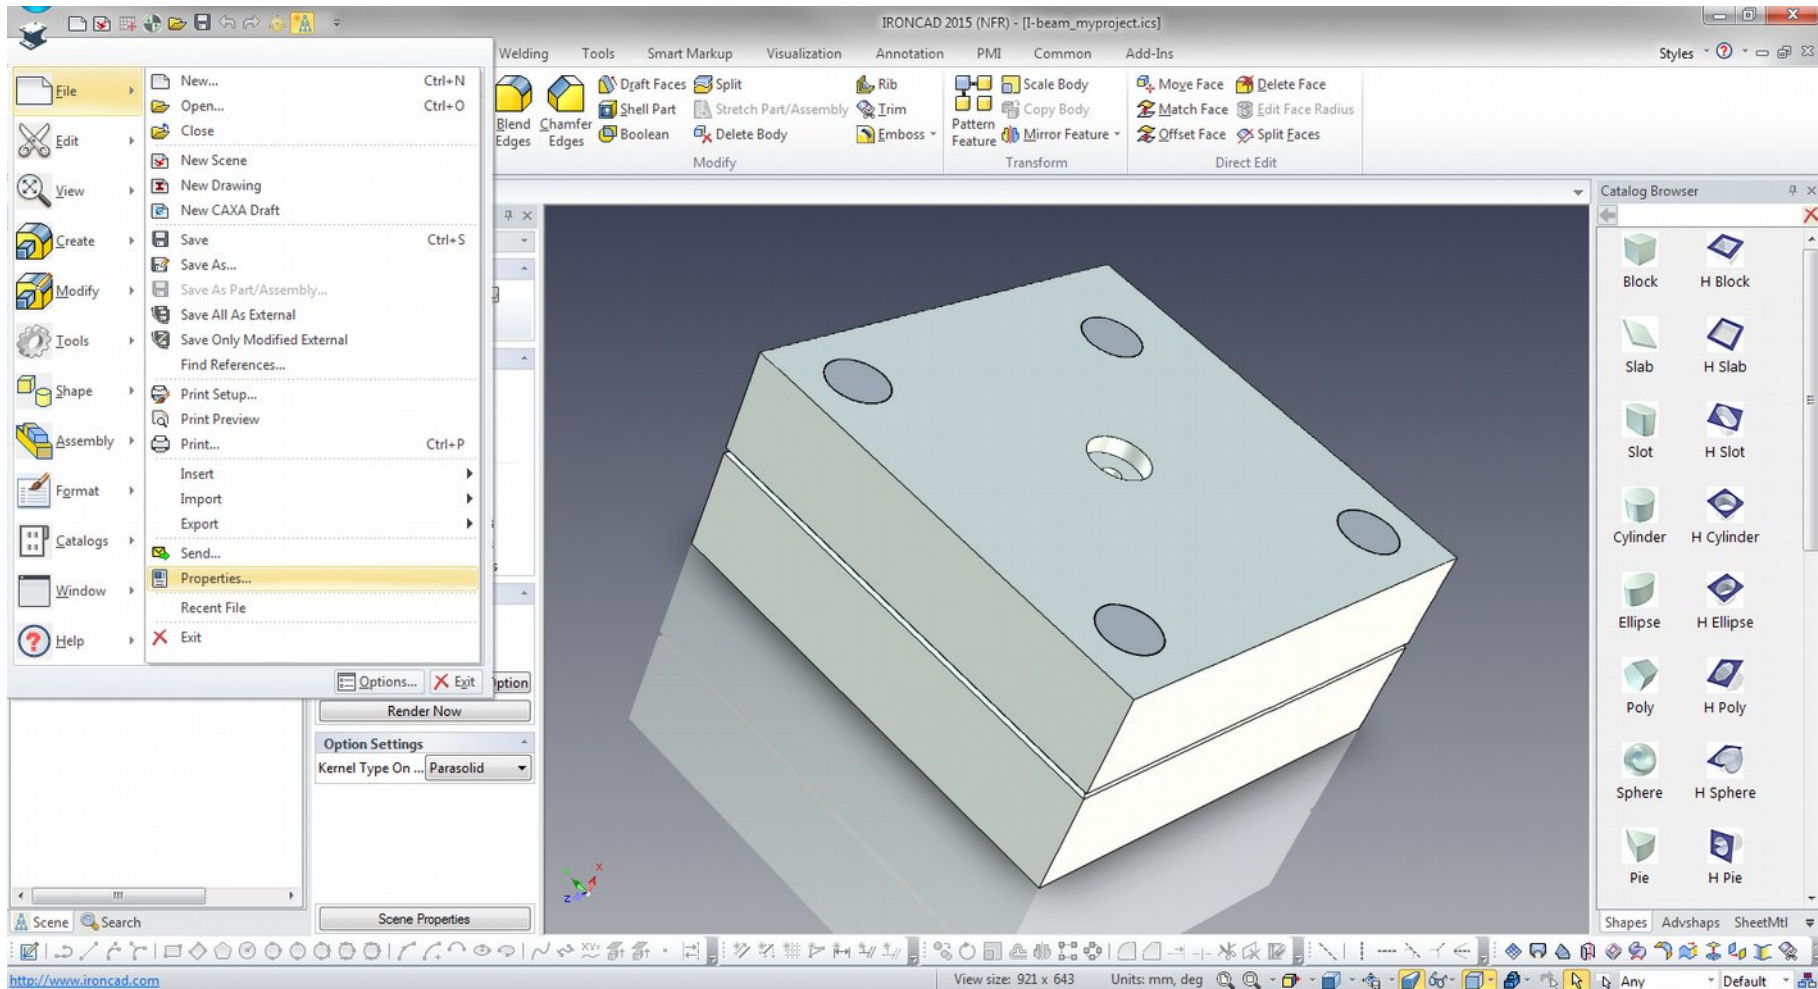 IRONCAD 2015 (NFR) - [I-beam_myproject.ics]
Welding Tools Smart Markup Visualization Annotation PMI Common Add-Ins Styles
File
Edit
View
Create
Modify
Tools
Shape
Assembly
Format
Catalogs
Window
Help
New... Ctrl+N
Open... Ctrl+O
Close
New Scene
New Drawing
New CAXA Draft
Save Ctrl+S
Save As...
Save As Part/Assembly...
Save All As External
Save Only Modified External
Find References...
Print Setup...
Print Preview
Print... Ctrl+P
Insert
Import
Export
Send...
Properties...
Recent File
Exit
Options... Exit
Blend Edges
Chamfer Edges
Draft Faces
Shell Part
Boolean
Split
Stretch Part/Assembly
Delete Body
Rib
Trim
Emboss
Modify
Pattern Feature
Scale Body
Copy Body
Mirror Feature
Transform
Move Face
Match Face
Offset Face
Delete Face
Edit Face Radius
Split Faces
Direct Edit
Render Now
Option Settings
Kernel Type On ... Parasolid
Scene Properties
Scene Search
Catalog Browser
Block H Block
Slab H Slab
Slot H Slot
Cylinder H Cylinder
Ellipse H Ellipse
Poly H Poly
Sphere H Sphere
Pie H Pie
Shapes Advshaps SheetMtl
http://www.ironcad.com
View size: 921 x 643 Units: mm, deg Any Default